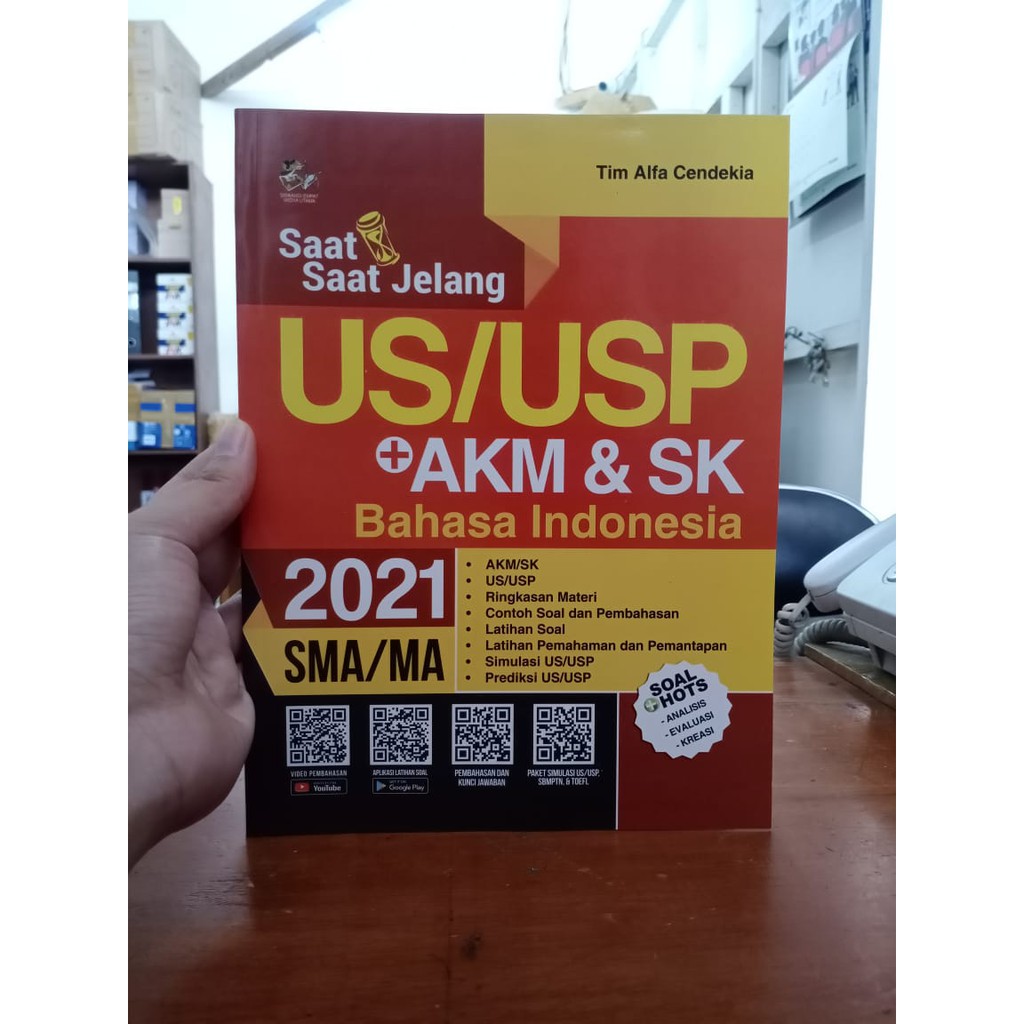 Tim Alfa Cendekia
Saat
Saat Jelang
US/USP
+AKM & SK
Bahasa Indonesia
2021
SMA/MA
• AKM/SK
• US/USP
• Ringkasan Materi
• Contoh Soal dan Pembahasan
• Latihan Soal
• Latihan Pemahaman dan Pemantapan
• Simulasi US/USP
• Prediksi US/USP
SOAL
+HOTS
- ANALISIS
- EVALUASI
- KREASI
VIDEO PEMBAHASAN
YouTube
APLIKASI LATIHAN SOAL
Google Play
PEMBAHASAN DAN
KUNCI JAWABAN
PAKET SIMULASI US/USP,
SBMPTN, & TOEFL